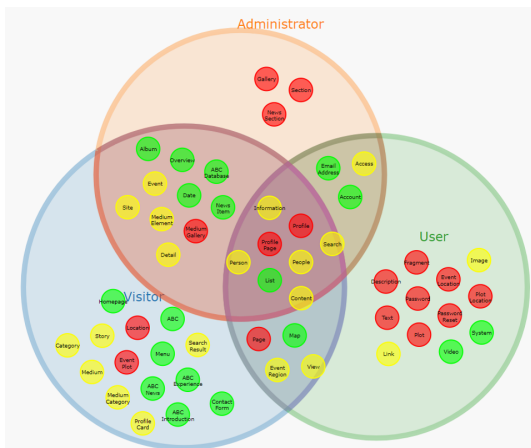 Administrator
Gallery
Section
News
Section
Album
Overview
ABC
Database
Event
Date
Site
Medium
Element
News
Item
Medium
Gallery
Detail
Email
Address
Access
Account
Information
Profile
Profile
Page
Search
Person
People
List
Content
User
Fragment
Image
Description
Event
Location
Plot
Location
Password
Text
Password
Reset
Plot
System
Link
Video
Visitor
Homepage
Location
ABC
Category
Story
Event
Plot
Menu
Search
Result
Medium
ABC
News
ABC
Experience
Medium
Category
ABC
Introduction
Contact
Form
Profile
Card
Page
Map
Event
Region
View